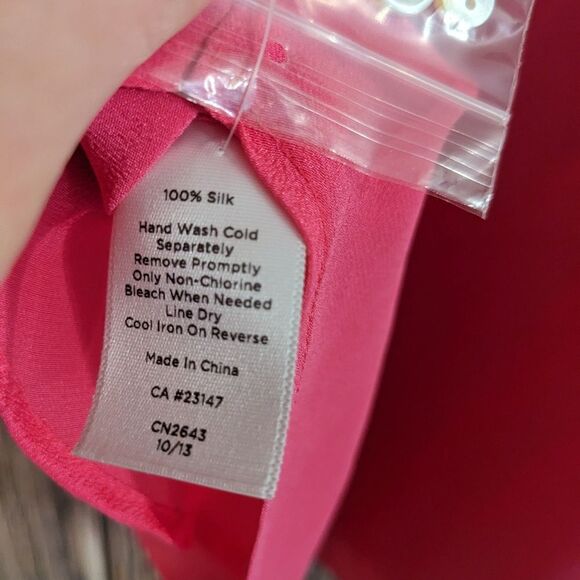 100% Silk
Hand Wash Cold
Separately
Remove Promptly
Only Non-Chlorine
Bleach When Needed
Line Dry
Cool Iron On Reverse
Made In China
CA #23147
CN2643
10/13